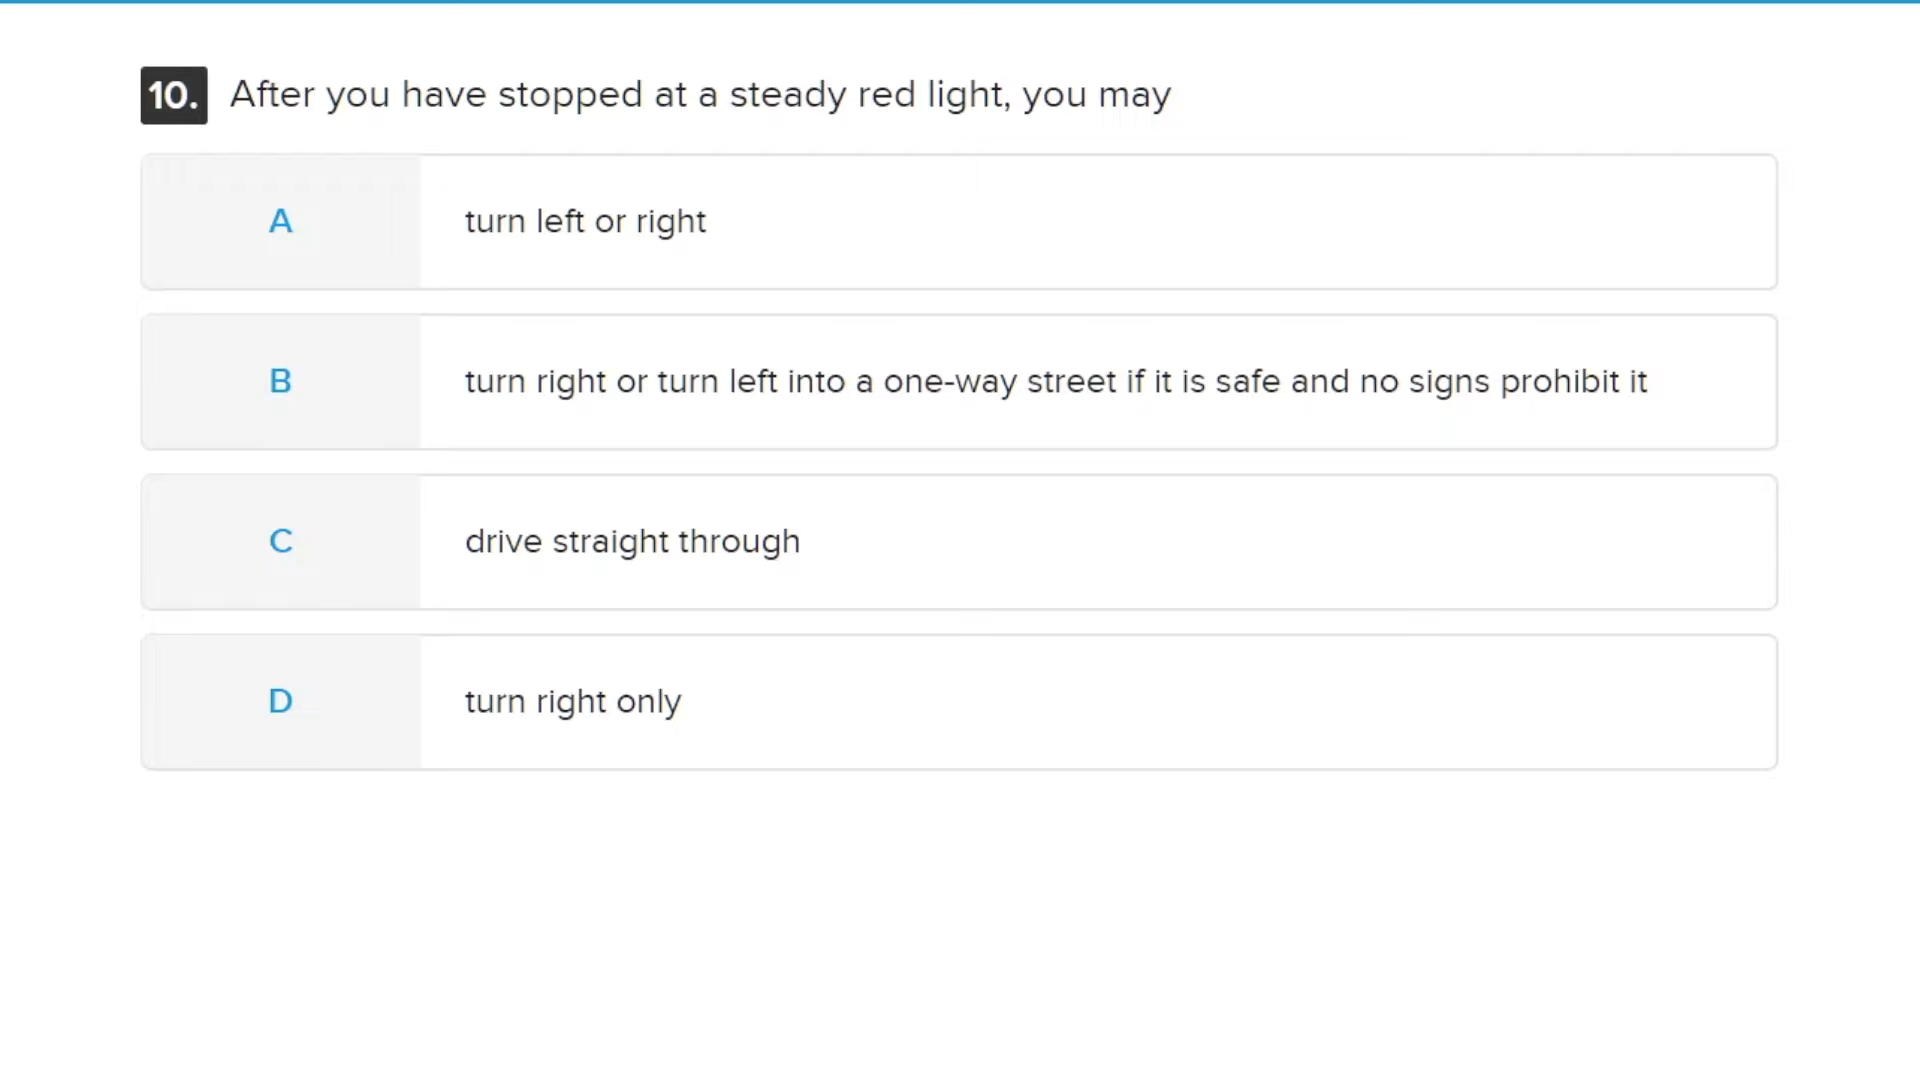 10. After you have stopped at a steady red light, you may
A turn left or right
B turn right or turn left into a one-way street if it is safe and no signs prohibit it
C drive straight through
D turn right only